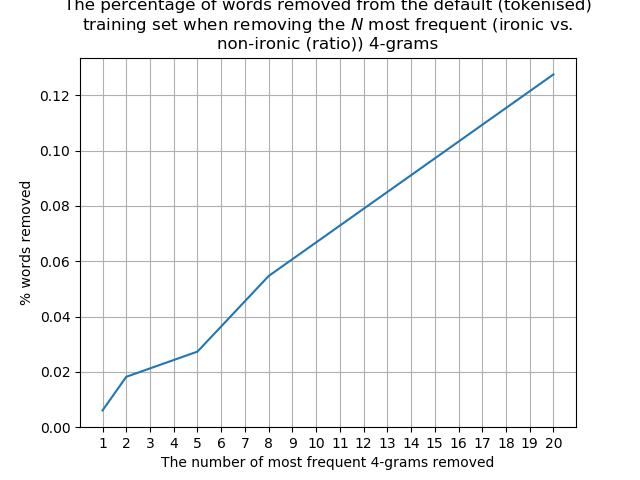 The percentage of words removed from the default (tokenised)
training set when removing the N most frequent (ironic vs.
non-ironic (ratio)) 4-grams
% words removed
0.12
0.10
0.08
0.06
0.04
0.02
0.00
1 2 3 4 5 6 7 8 9 10 11 12 13 14 15 16 17 18 19 20
The number of most frequent 4-grams removed